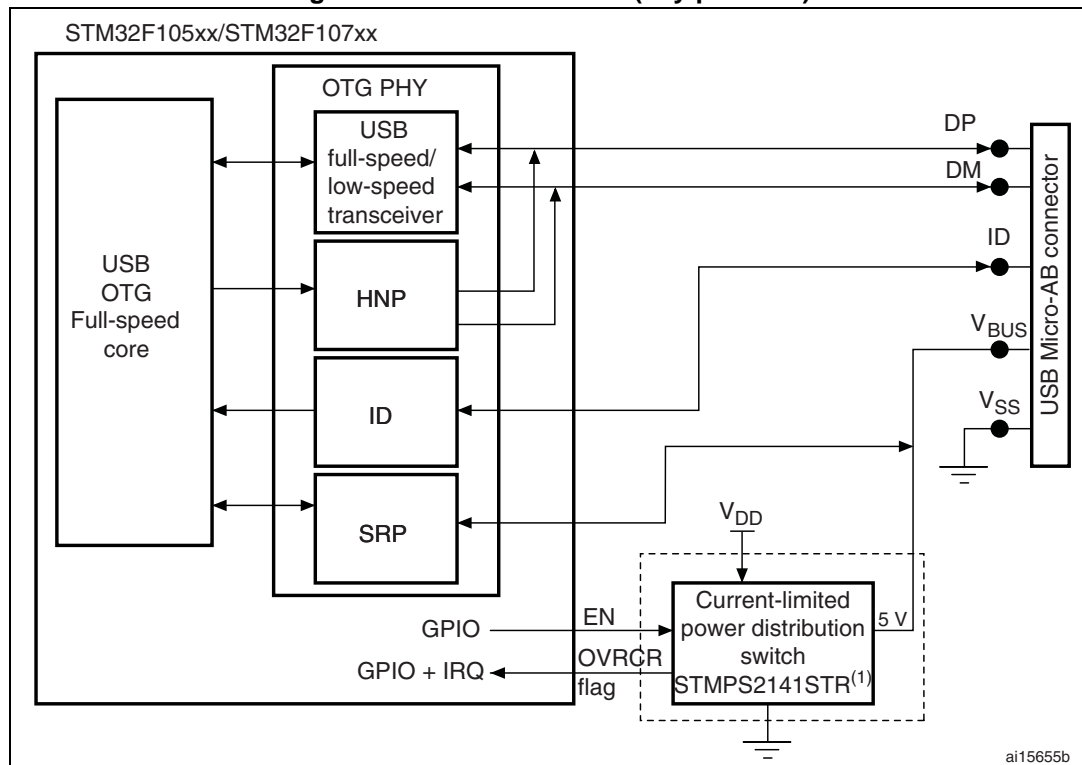 STM32F105xx/STM32F107xx
OTG PHY
USB
full-speed/
low-speed
transceiver
HNP
ID
SRP
USB
OTG
Full-speed
core
DP
DM
ID
VBUS
VSS
USB Micro-AB connector
VDD
Current-limited
power distribution
switch
STMPS2141STR(1)
5 V
GPIO
EN
GPIO + IRQ
OVRCR
flag
ai15655b